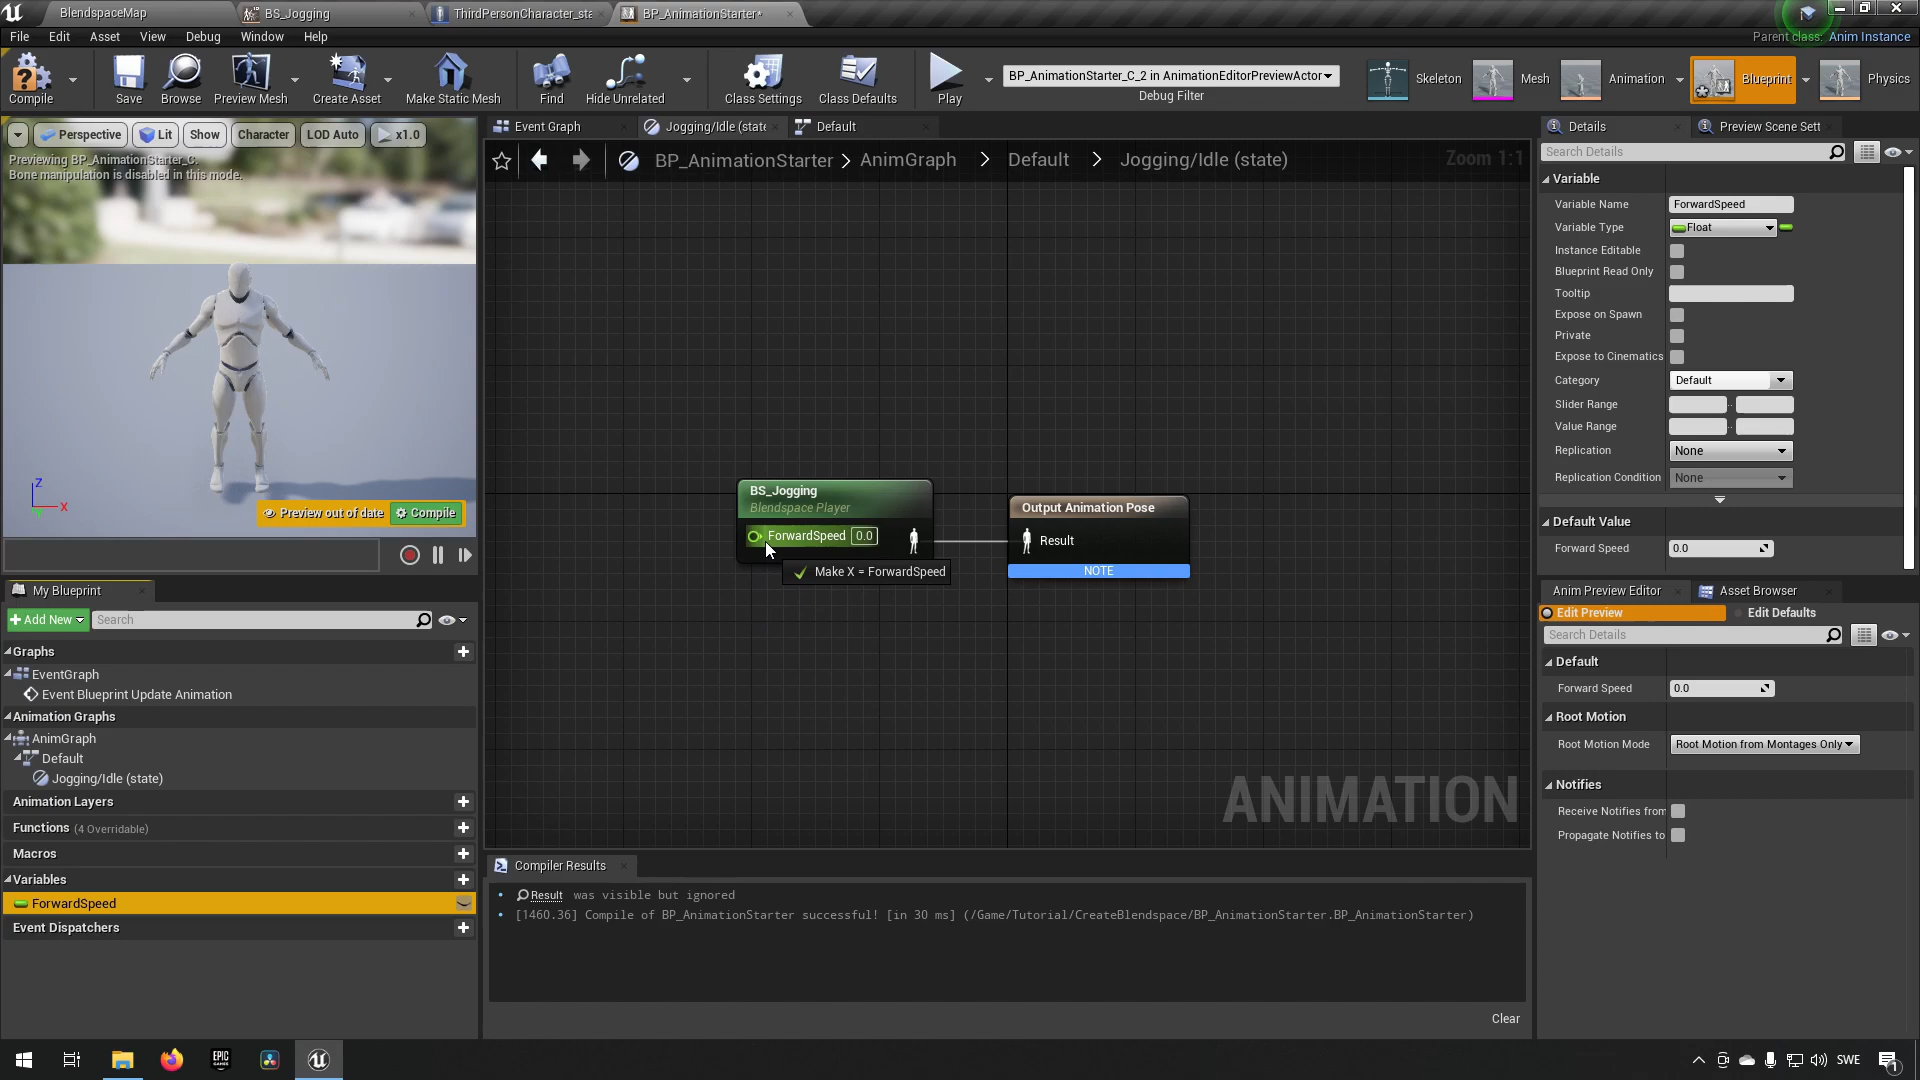 BlendspaceMap
BS_Jogging
ThirdPersonCharacter_sta
BP_AnimationStarter*
File Edit Asset View Debug Window Help
Parent class: Anim Instance
Compile
Save
Browse
Preview Mesh
Create Asset
Make Static Mesh
Find
Hide Unrelated
Class Settings
Class Defaults
Play
BP_AnimationStarter_C_2 in AnimationEditorPreviewActor
Debug Filter
Skeleton
Mesh
Animation
Blueprint
Physics
Perspective
Lit
Show
Character
LOD Auto
x1.0
Previewing BP_AnimationStarter_C.
Bone manipulation is disabled in this mode.
Z
X
Preview out of date
Compile
Event Graph
Jogging/Idle (state
Default
BP_AnimationStarter > AnimGraph > Default > Jogging/Idle (state)
Zoom 1:1
BS_Jogging
Blendspace Player
ForwardSpeed 0.0
Make X = ForwardSpeed
Output Animation Pose
Result
NOTE
ANIMATION
My Blueprint
Add New
Search
Graphs
EventGraph
Event Blueprint Update Animation
Animation Graphs
AnimGraph
Default
Jogging/Idle (state)
Animation Layers
Functions (4 Overridable)
Macros
Variables
ForwardSpeed
Event Dispatchers
Compiler Results
Result was visible but ignored
[1460.36] Compile of BP_AnimationStarter successful! [in 30 ms] (/Game/Tutorial/CreateBlendspace/BP_AnimationStarter.BP_AnimationStarter)
Clear
Details
Preview Scene Sett
Search Details
Variable
Variable Name ForwardSpeed
Variable Type Float
Instance Editable
Blueprint Read Only
Tooltip
Expose on Spawn
Private
Expose to Cinematics
Category Default
Slider Range
Value Range
Replication None
Replication Condition None
Default Value
Forward Speed 0.0
Anim Preview Editor
Asset Browser
Edit Preview
Edit Defaults
Search Details
Default
Forward Speed 0.0
Root Motion
Root Motion Mode Root Motion from Montages Only
Notifies
Receive Notifies from
Propagate Notifies to
EPIC GAMES
SWE
1